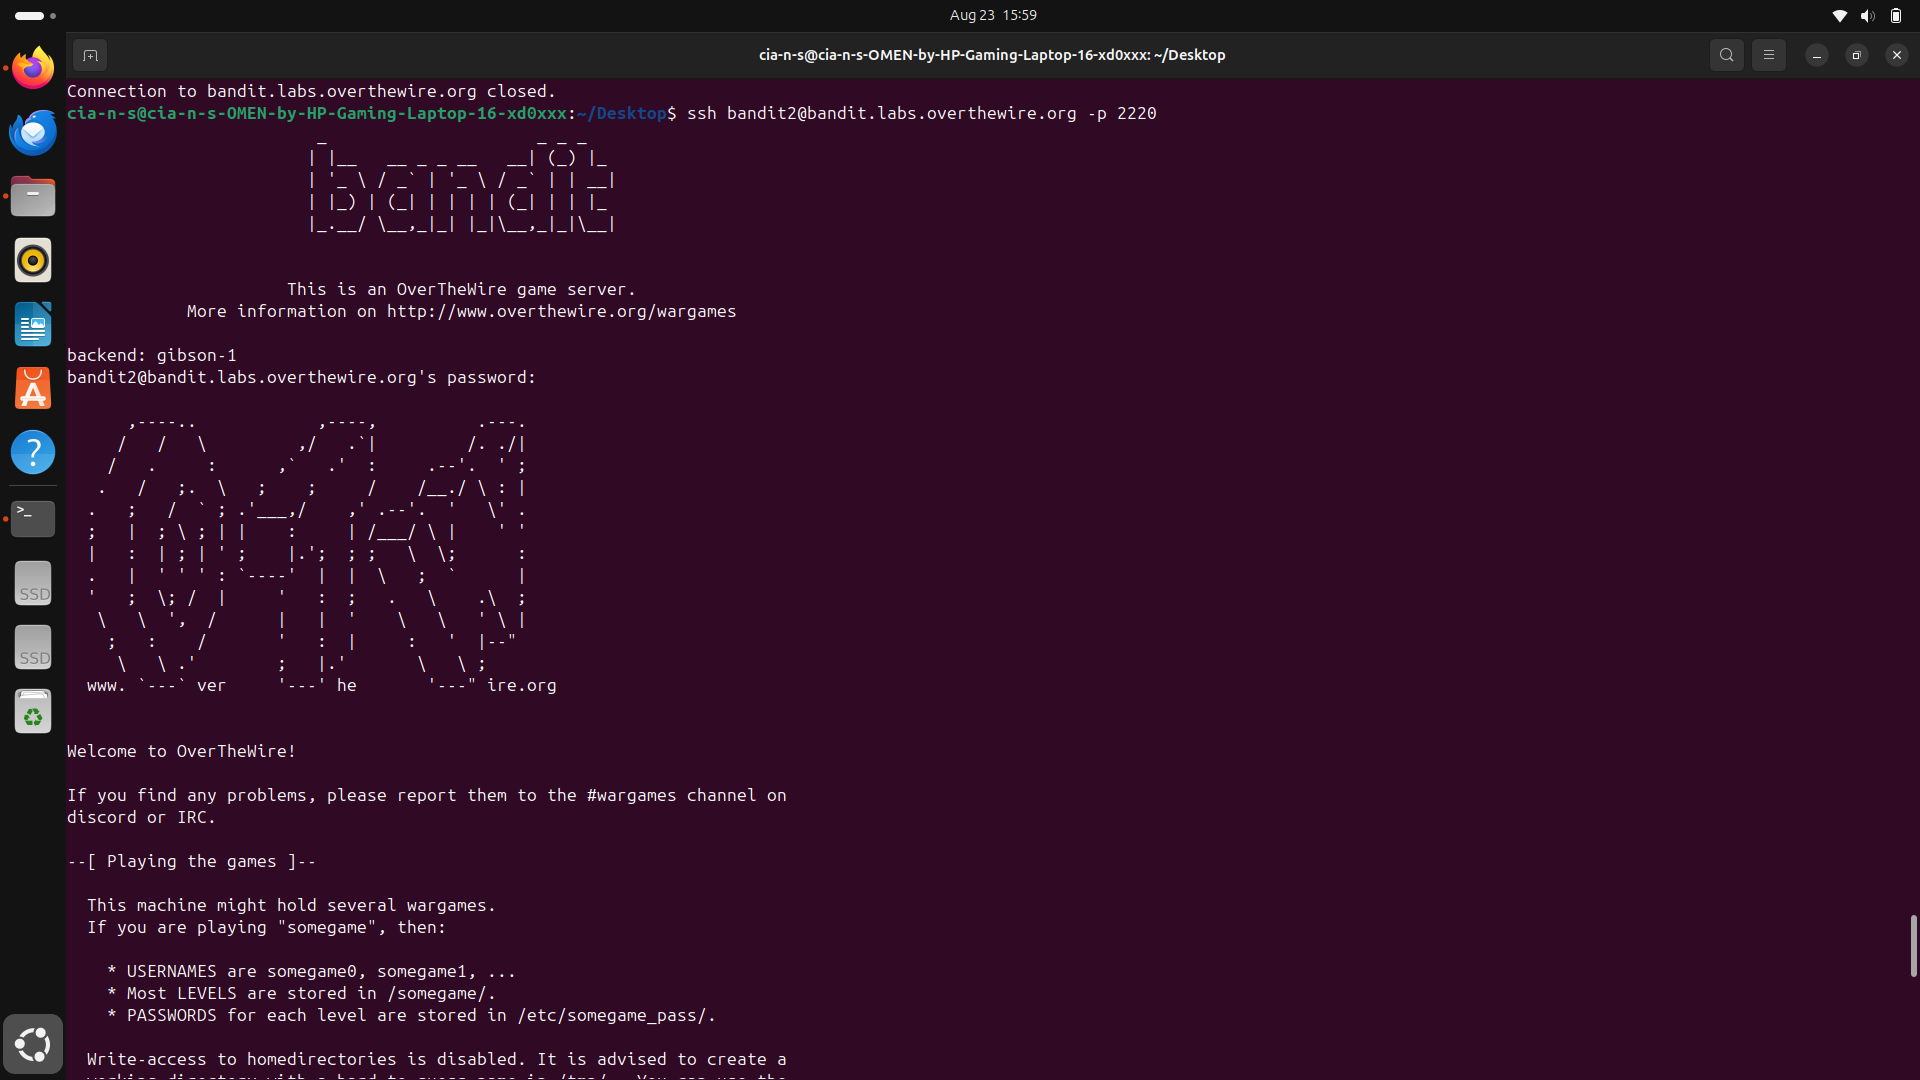 Aug 23 15:59
cia-n-s@cia-n-s-OMEN-by-HP-Gaming-Laptop-16-xd0xxx: ~/Desktop
Connection to bandit.labs.overthewire.org closed.
cia-n-s@cia-n-s-OMEN-by-HP-Gaming-Laptop-16-xd0xxx:~/Desktop$ ssh bandit2@bandit.labs.overthewire.org -p 2220
This is an OverTheWire game server.
More information on http://www.overthewire.org/wargames
backend: gibson-1
bandit2@bandit.labs.overthewire.org's password:
www. `---` ver '---' he '---" ire.org
Welcome to OverTheWire!
If you find any problems, please report them to the #wargames channel on
discord or IRC.
--[ Playing the games ]--
This machine might hold several wargames.
If you are playing "somegame", then:
* USERNAMES are somegame0, somegame1, ...
* Most LEVELS are stored in /somegame/.
* PASSWORDS for each level are stored in /etc/somegame_pass/.
Write-access to homedirectories is disabled. It is advised to create a
SSD
SSD